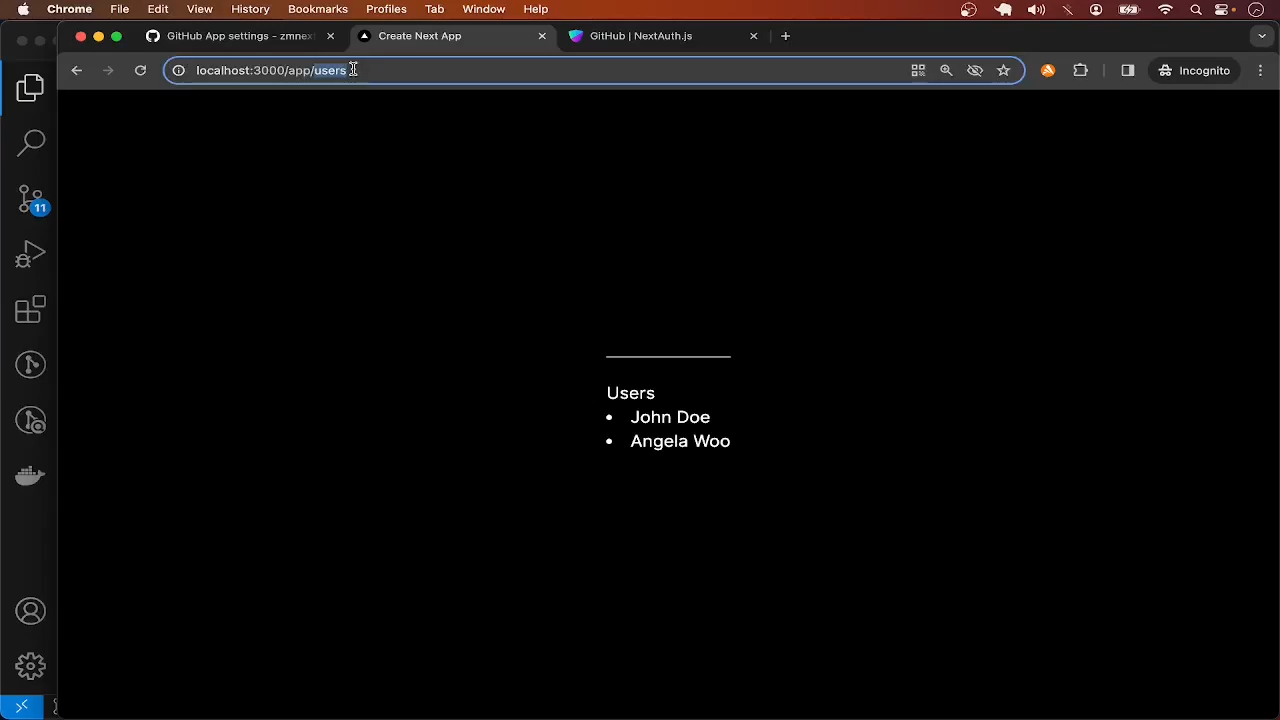 Chrome File Edit View History Bookmarks Profiles Tab Window Help
GitHub App settings - zmnext
Create Next App
GitHub | NextAuth.js
localhost:3000/app/users
Incognito
11
Users
• John Doe
• Angela Woo